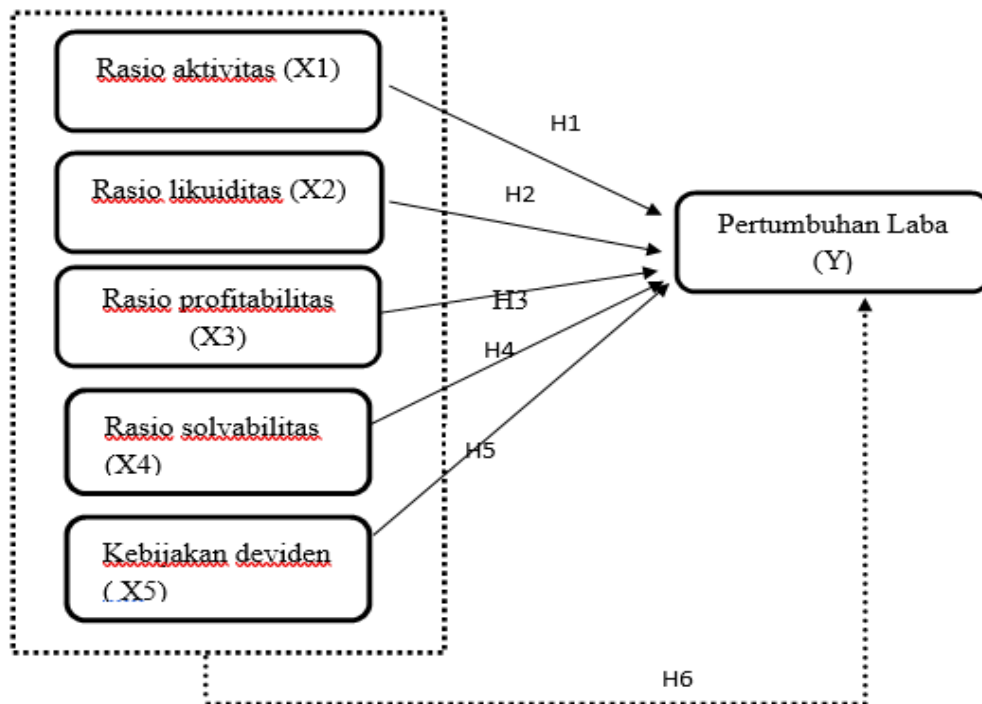 Rasio aktivitas (X1)
H1
Rasio likuiditas (X2)
H2
Pertumbuhan Laba
(Y)
Rasio profitabilitas
(X3)
H3
H4
Rasio solvabilitas
(X4)
H5
Kebijakan deviden
( X5)
H6